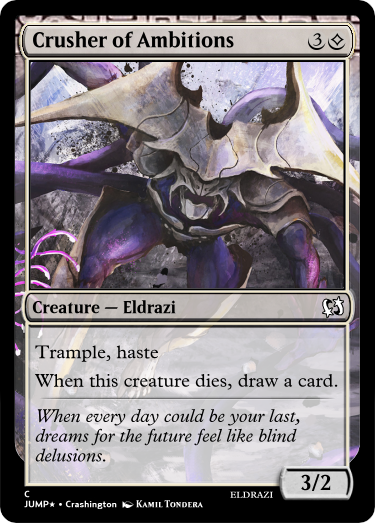 Crusher of Ambitions 3
Creature — Eldrazi
Trample, haste
When this creature dies, draw a card.
When every day could be your last,
dreams for the future feel like blind
delusions.
3/2
C
JUMP★ • Crashington Kamil Tondera
ELDRAZI